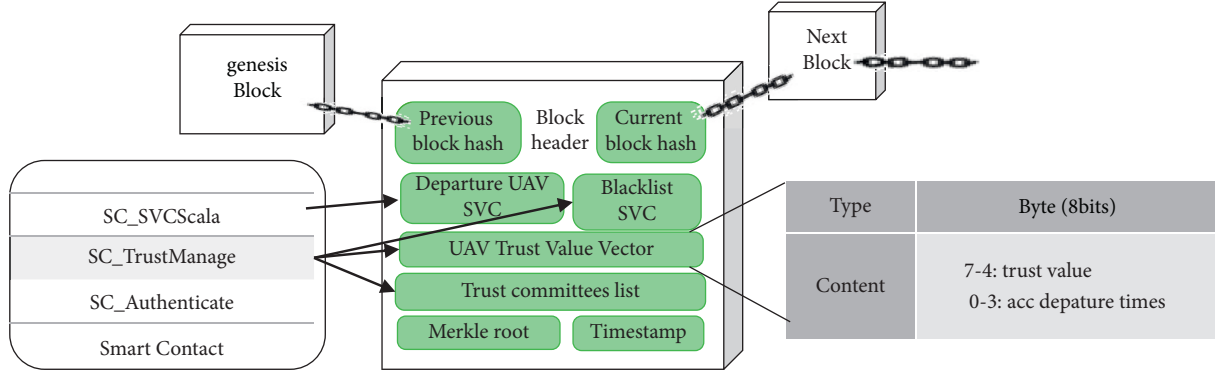 genesis
Block
Next
Block
Previous
block hash
Block
header
Current
block hash
Departure UAV
SVC
Blacklist
SVC
UAV Trust Value Vector
Trust committees list
Merkle root
Timestamp
SC_SVCScala
SC_TrustManage
SC_Authenticate
Smart Contact
Type
Byte (8bits)
Content
7-4: trust value
0-3: acc depature times